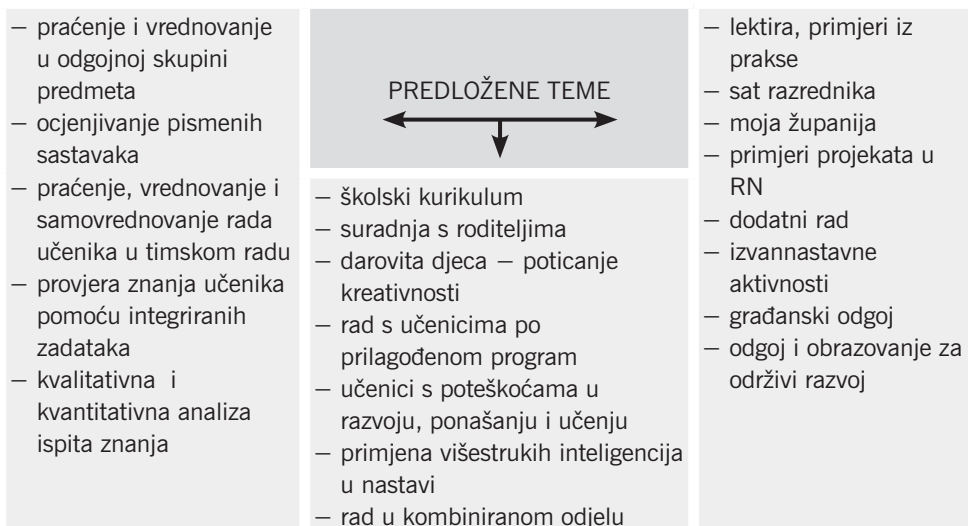 PREDLOŽENE TEME
– praćenje i vrednovanje
u odgojnoj skupini
predmeta
– ocjenjivanje pismenih
sastavaka
– praćenje, vrednovanje i
samovrednovanje rada
učenika u timskom radu
– provjera znanja učenika
pomoću integriranih
zadataka
– kvalitativna i
kvantitativna analiza
ispita znanja
– školski kurikulum
– suradnja s roditeljima
– darovita djeca – poticanje
kreativnosti
– rad s učenicima po
prilagođenom program
– učenici s poteškoćama u
razvoju, ponašanju i učenju
– primjena višestrukih inteligencija
u nastavi
– rad u kombiniranom odjelu
– lektira, primjeri iz
prakse
– sat razrednika
– moja županija
– primjeri projekata u
RN
– dodatni rad
– izvannastavne
aktivnosti
– građanski odgoj
– odgoj i obrazovanje za
održivi razvoj